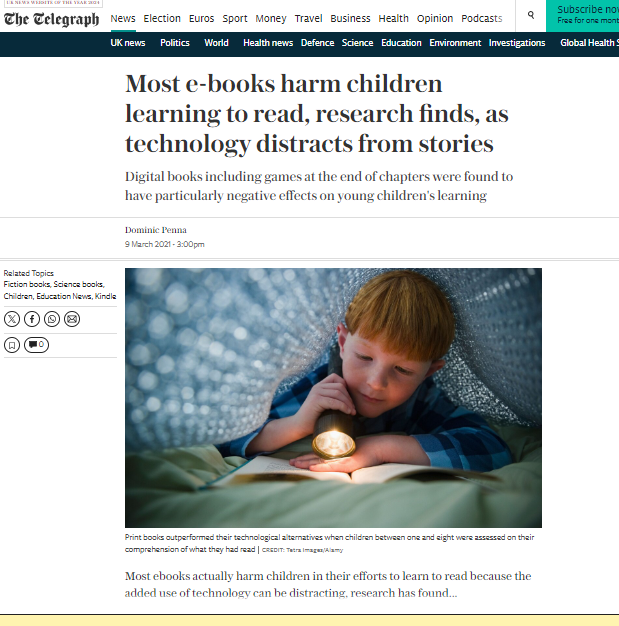 UK NEWS WEBSITE OF THE YEAR 2024
The Telegraph
News Election Euros Sport Money Travel Business Health Opinion Podcasts
Subscribe now
Free for one month
UK news Politics World Health news Defence Science Education Environment Investigations Global Health S
Most e-books harm children
learning to read, research finds, as
technology distracts from stories
Digital books including games at the end of chapters were found to
have particularly negative effects on young children's learning
Dominic Penna
9 March 2021 • 3:00pm
Related Topics
Fiction books, Science books,
Children, Education News, Kindle
0
Print books outperformed their technological alternatives when children between one and eight were assessed on their
comprehension of what they had read | CREDIT: Tetra Images/Alamy
Most ebooks actually harm children in their efforts to learn to read because the
added use of technology can be distracting, research has found...